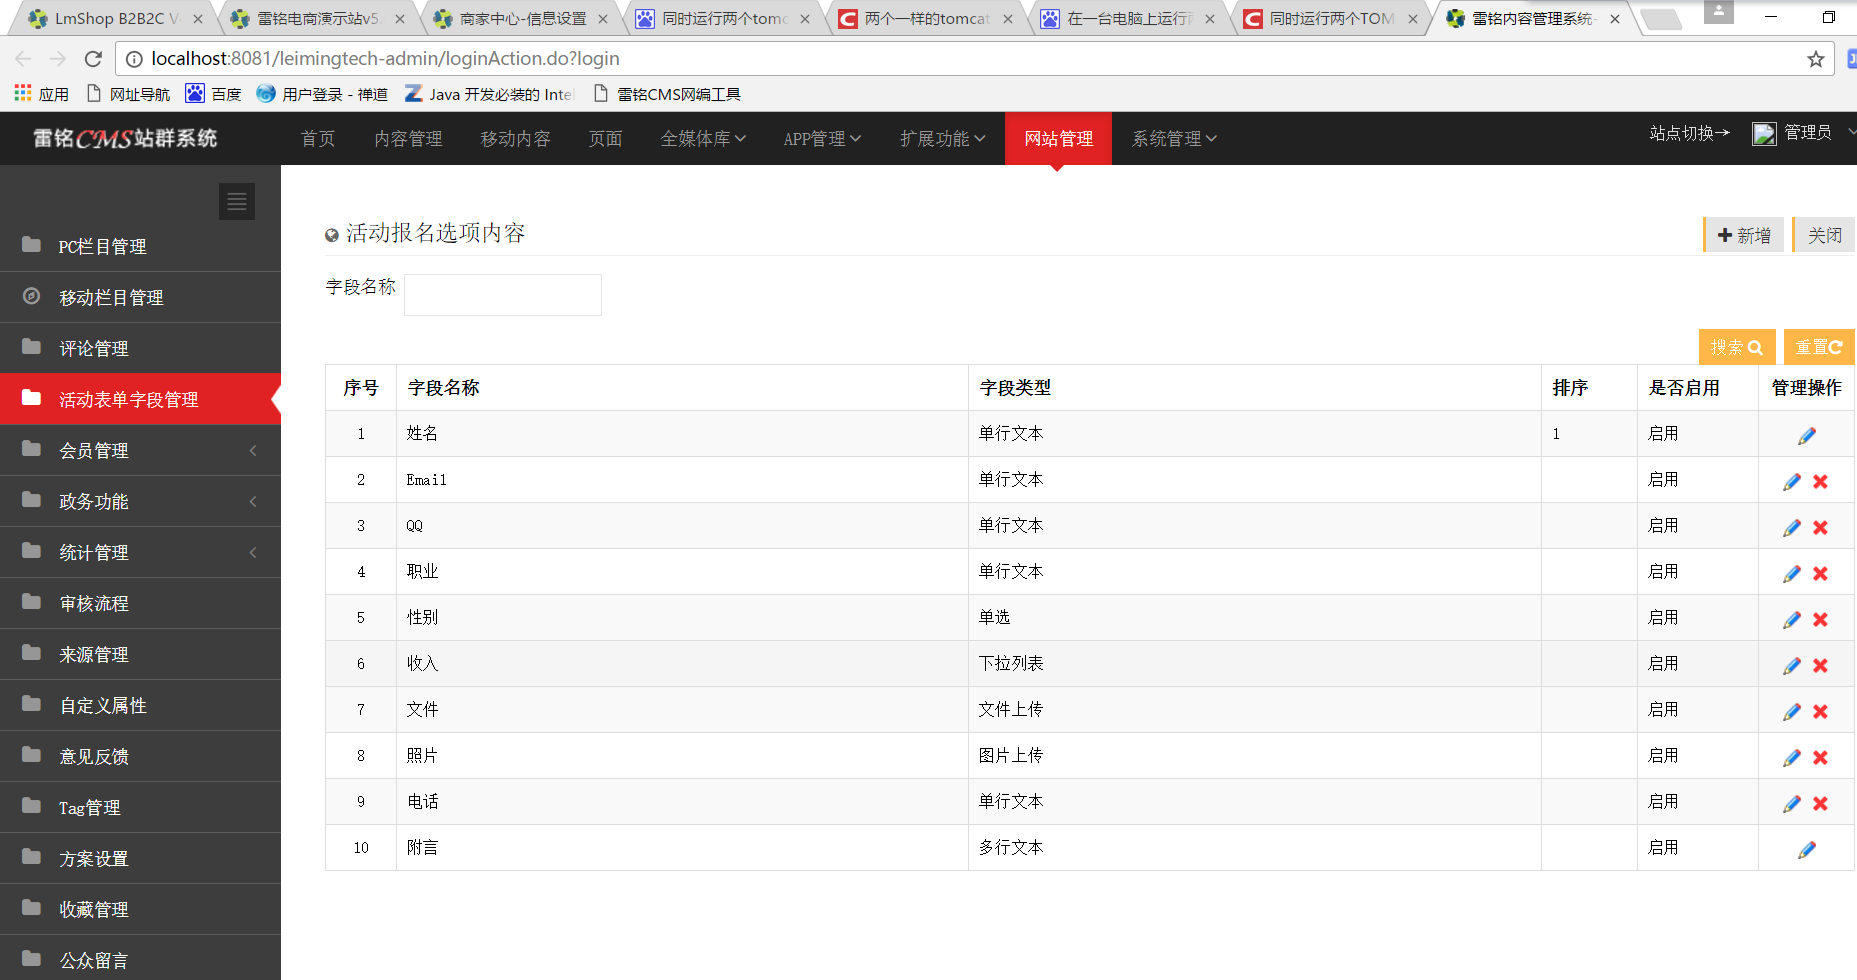 LmShop B2B2C V
雷铭电商演示站v5.
商家中心-信息设置
同时运行两个tomc
两个一样的tomcat
在一台电脑上运行
同时运行两个TOM
雷铭内容管理系统-
localhost:8081/leimingtech-admin/loginAction.do?login
应用 网址导航 百度 用户登录 - 禅道 Java 开发必装的 Inte 雷铭CMS网编工具
雷铭CMS站群系统 首页 内容管理 移动内容 页面 全媒体库 APP管理 扩展功能 网站管理 系统管理 站点切换→ 管理员
PC栏目管理
移动栏目管理
评论管理
活动表单字段管理
会员管理
政务功能
统计管理
审核流程
来源管理
自定义属性
意见反馈
Tag管理
方案设置
收藏管理
公众留言
活动报名选项内容 新增 关闭
字段名称
搜索 重置
序号 字段名称 字段类型 排序 是否启用 管理操作
1 姓名 单行文本 1 启用
2 Email 单行文本 启用
3 QQ 单行文本 启用
4 职业 单行文本 启用
5 性别 单选 启用
6 收入 下拉列表 启用
7 文件 文件上传 启用
8 照片 图片上传 启用
9 电话 单行文本 启用
10 附言 多行文本 启用